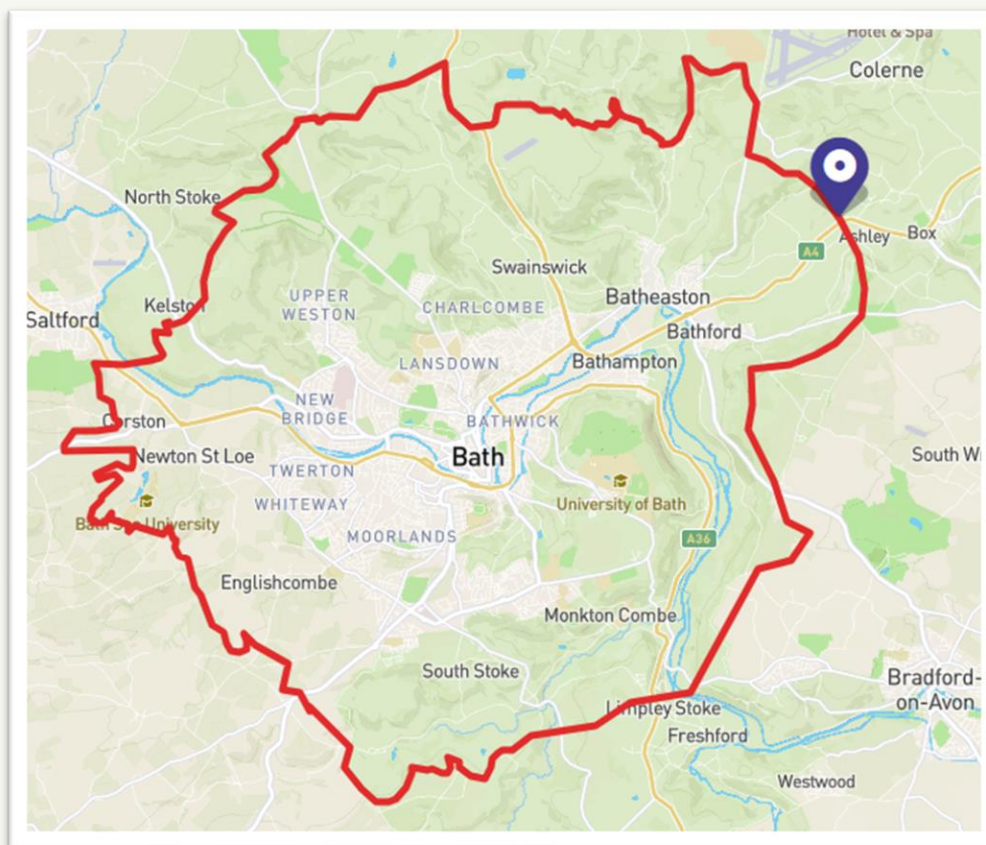 Hotel & Spa
Colerne
North Stoke
Ashley
Box
A4
Swainswick
Kelston
UPPER
WESTON
CHARLCOMBE
Batheaston
Saltford
Bathford
LANSDOWN
Bathampton
NEW
BRIDGE
Corston
BATHWICK
Newton St Loe
Bath
South W
TWERTON
WHITEWAY
University of Bath
Bath Spa University
MOORLANDS
A36
Englishcombe
Monkton Combe
South Stoke
Bradford-
on-Avon
Limpley Stoke
Freshford
Westwood